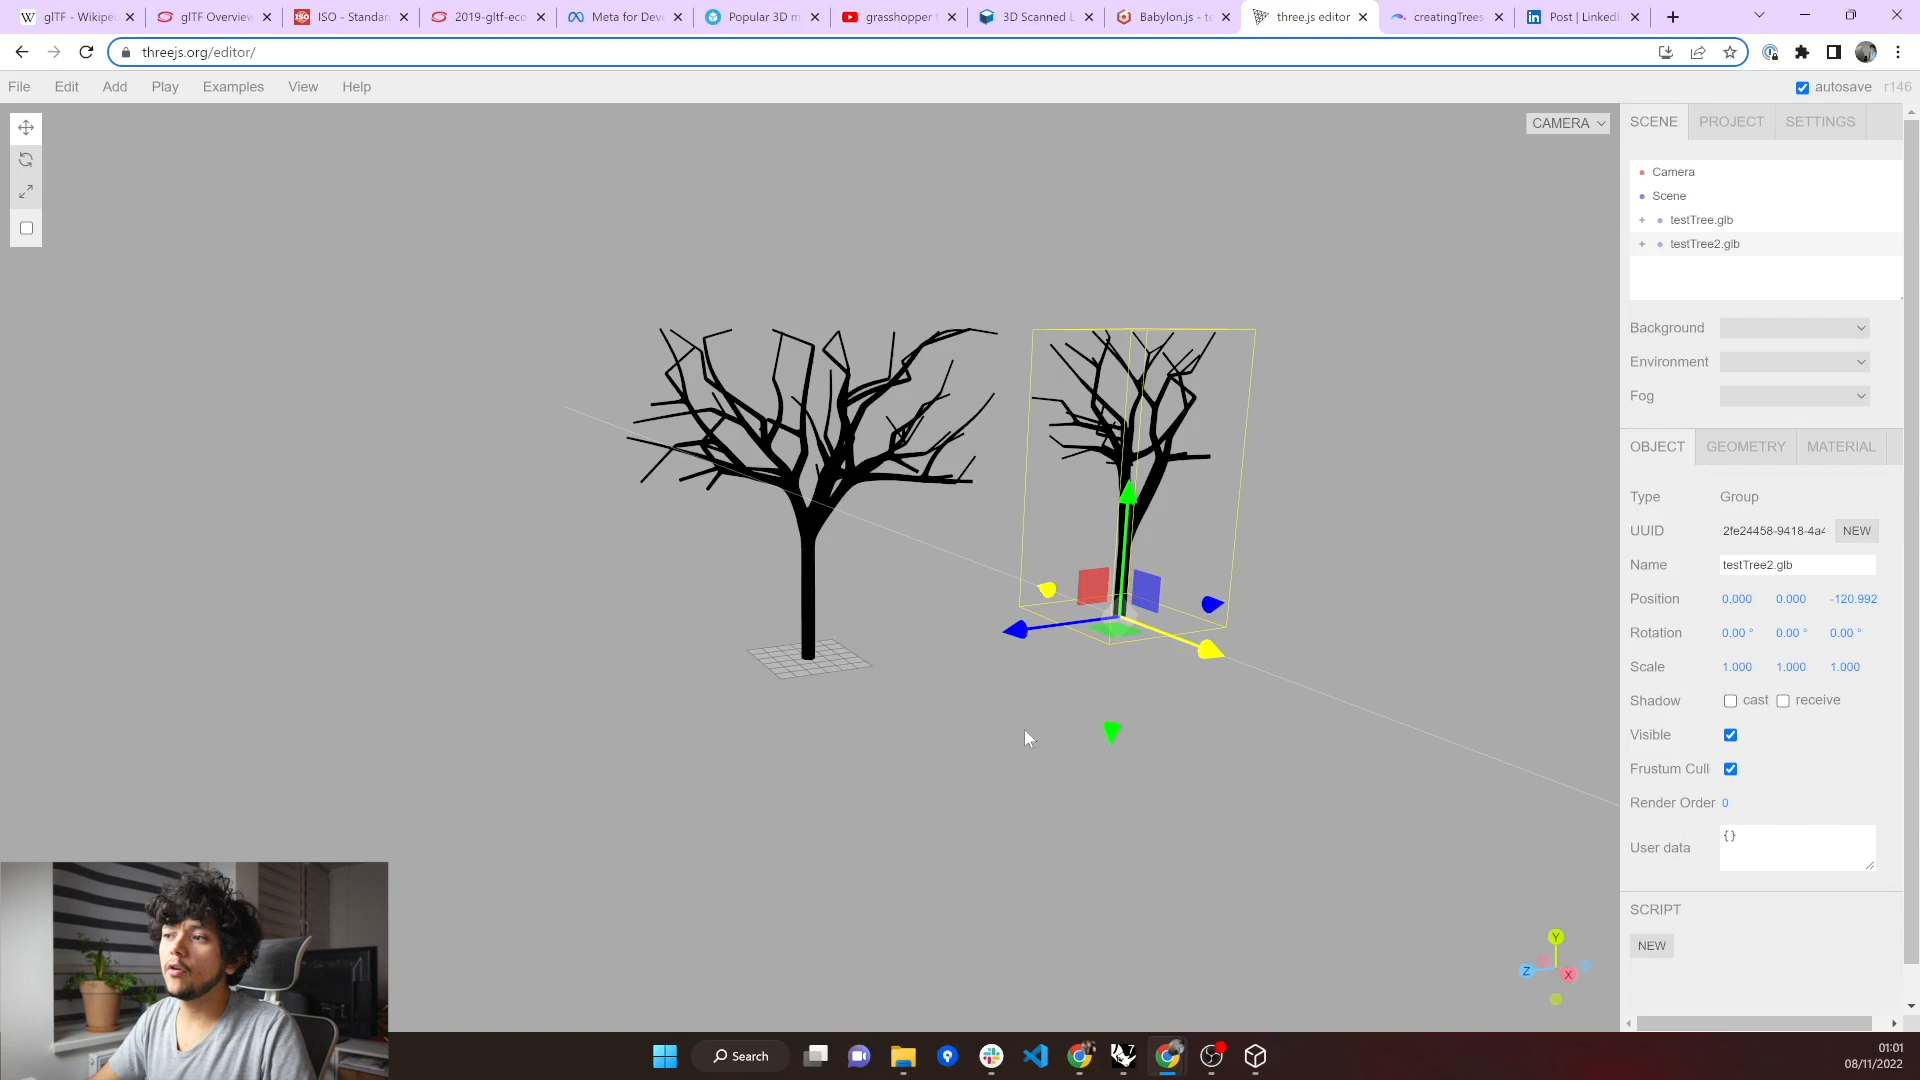 glTF - Wikipe
glTF Overview
ISO - Standar
2019-gltf-eco
Meta for Deve
Popular 3D m
grasshopper
3D Scanned
Babylon.js - te
three.js editor
creatingTrees
Post | LinkedI
threejs.org/editor/
File
Edit
Add
Play
Examples
View
Help
autosave
r146
CAMERA
SCENE
PROJECT
SETTINGS
Camera
Scene
+ testTree.glb
+ testTree2.glb
Background
Environment
Fog
OBJECT
GEOMETRY
MATERIAL
Type Group
UUID 2fe24458-9418-4a4 NEW
Name testTree2.glb
Position 0.000 0.000 -120.992
Rotation 0.00 ° 0.00 ° 0.00 °
Scale 1.000 1.000 1.000
Shadow cast receive
Visible
Frustum Cull
Render Order 0
User data {}
SCRIPT
NEW
Y
Z
X
Search
01:01
08/11/2022